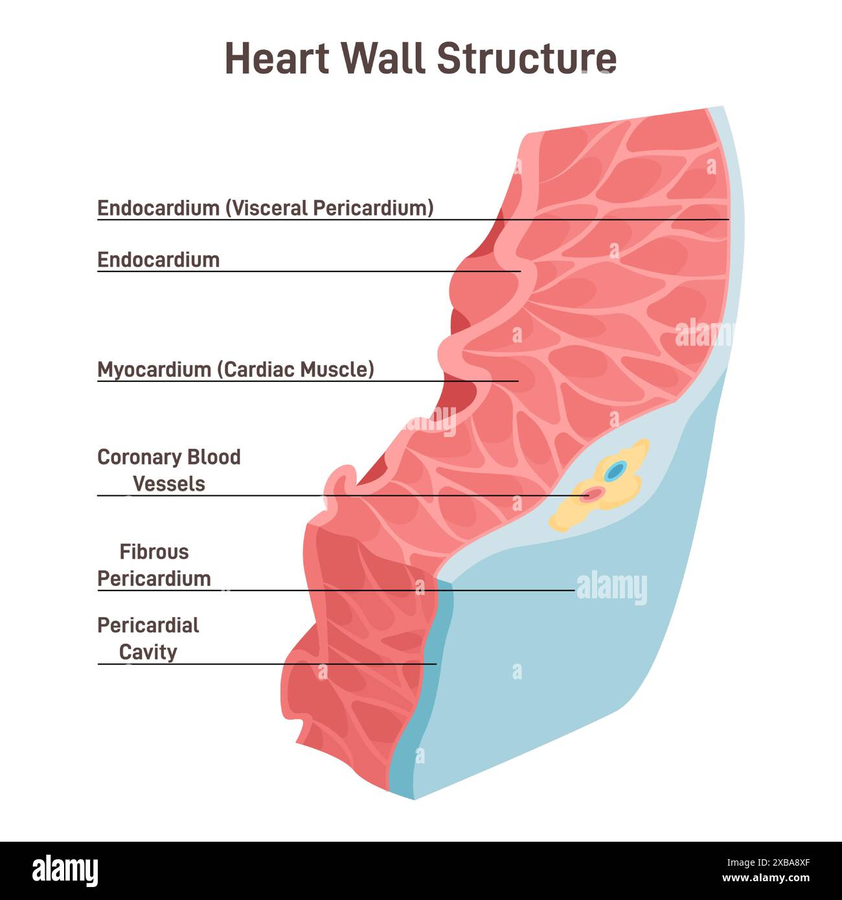 Heart Wall Structure
Endocardium (Visceral Pericardium)
Endocardium
Myocardium (Cardiac Muscle)
Coronary Blood
Vessels
Fibrous
Pericardium
Pericardial
Cavity
a
a
a
a
alamy
alamy
a
alamy
a
a
a
a
alamy
Image ID: 2XBA8XF
www.alamy.com